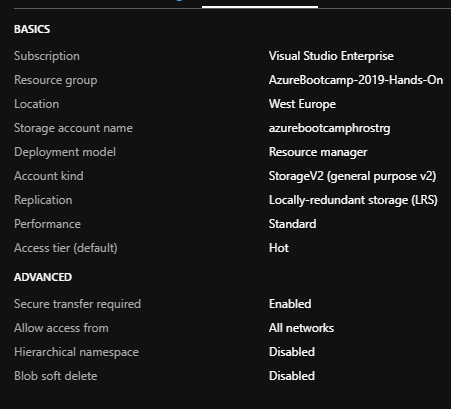 BASICS
Subscription Visual Studio Enterprise
Resource group AzureBootcamp-2019-Hands-On
Location West Europe
Storage account name azurebootcamphrostrg
Deployment model Resource manager
Account kind StorageV2 (general purpose v2)
Replication Locally-redundant storage (LRS)
Performance Standard
Access tier (default) Hot
ADVANCED
Secure transfer required Enabled
Allow access from All networks
Hierarchical namespace Disabled
Blob soft delete Disabled